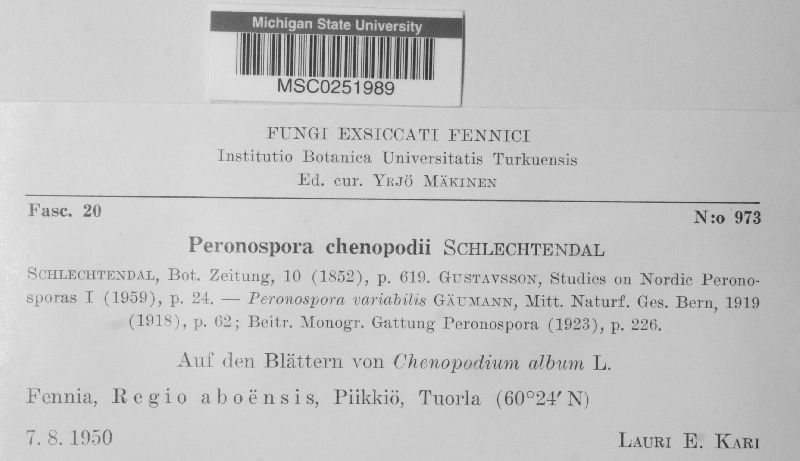 Michigan State University
MSC0251989
FUNGI EXSICCATI FENNICI
Institutio Botanica Universitatis Turkuensis
Ed. cur. YRJÖ MÄKINEN
Fasc. 20 N:o 973
Peronospora chenopodii SCHLECHTENDAL
SCHLECHTENDAL, Bot. Zeitung, 10 (1852), p. 619. GUSTAVSSON, Studies on Nordic Perono-
sporas I (1959), p. 24. — Peronospora variabilis GÄUMANN, Mitt. Naturf. Ges. Bern, 1919
(1918), p. 62; Beitr. Monogr. Gattung Peronospora (1923), p. 226.
Auf den Blättern von Chenopodium album L.
Fennia, Regio aboënsis, Piikkiö, Tuorla (60°24′ N)
7. 8. 1950 LAURI E. KARI